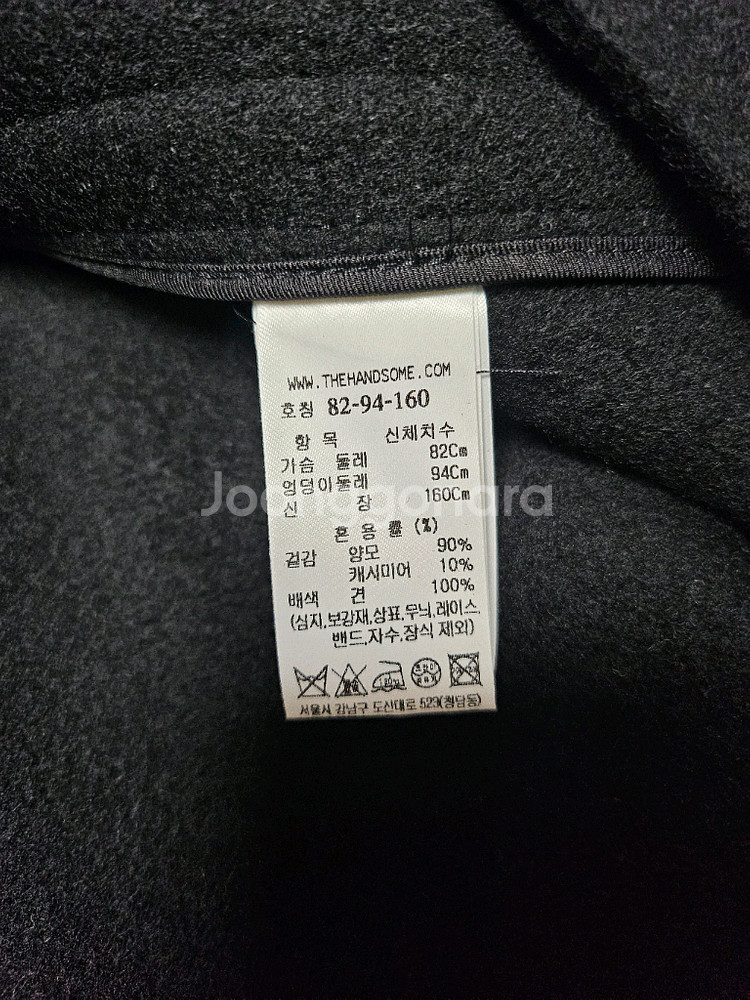 WWW.THEHANDSOME.COM
호칭 82-94-160
항 목 신체치수
가슴 둘레 82Cm
엉덩이둘레 94Cm
신 장 160Cm
Joonggonara
혼 용 률 (%)
겉감 양모 90%
캐시미어 10%
배색 견 100%
(심지,보강재,상표,무늬,레이스,
밴드,자수,장식 제외)
서울시 강남구 도산대로 523(청담동)